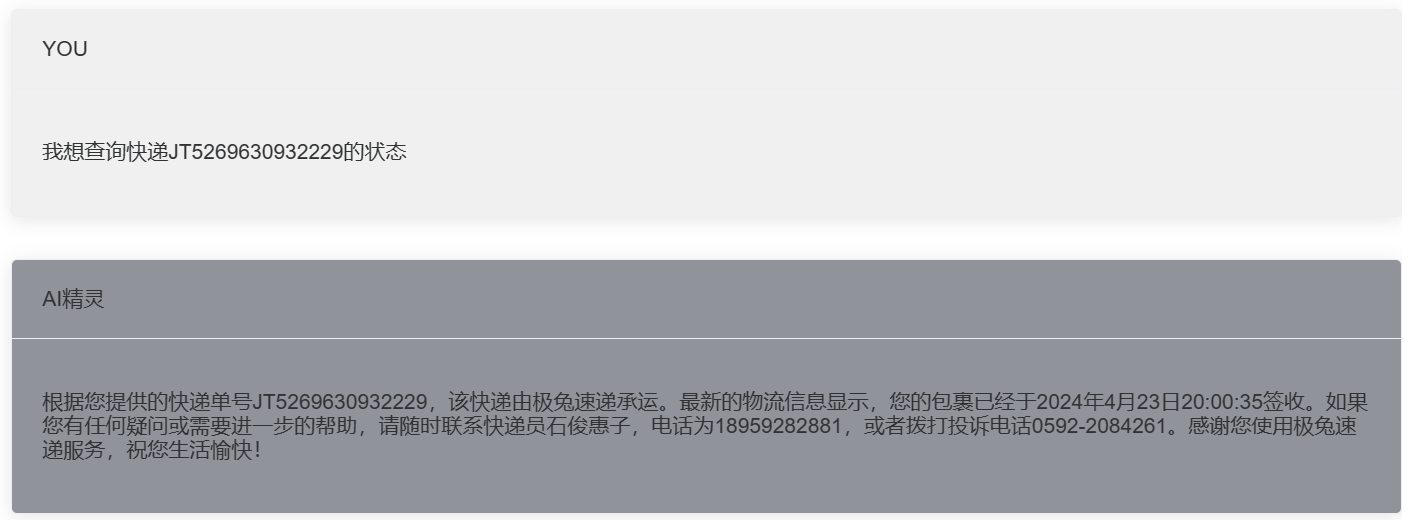 YOU
我想查询快递JT5269630932229的状态
AI精灵
根据您提供的快递单号JT5269630932229，该快递由极兔速递承运。最新的物流信息显示，您的包裹已经于2024年4月23日20:00:35签收。如果
您有任何疑问或需要进一步的帮助，请随时联系快递员石俊惠子，电话为18959282881，或者拨打投诉电话0592-2084261。感谢您使用极兔速
递服务，祝您生活愉快！